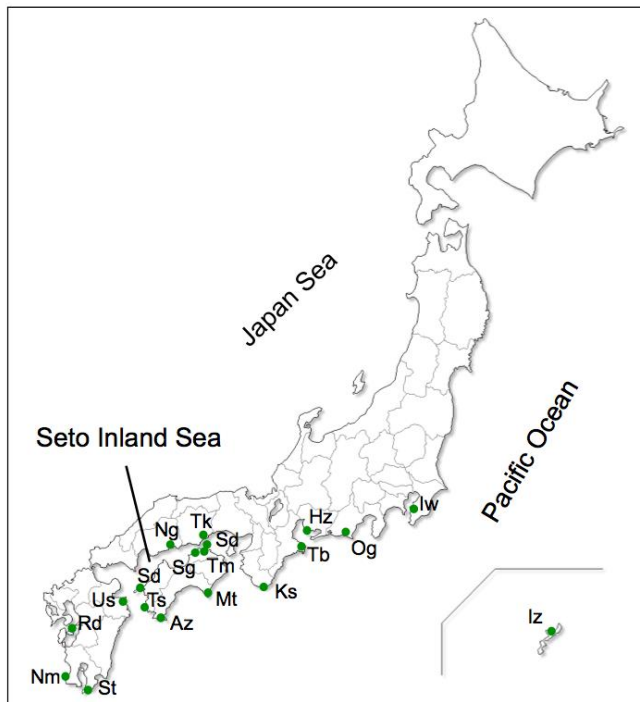 Japan Sea
Pacific Ocean
Seto Inland Sea
Iw
Hz
Tk
Ng
Sd
Og
Tb
Sg
Tm
Sd
Ks
Mt
Us
Ts
Az
Iz
Rd
Nm
St